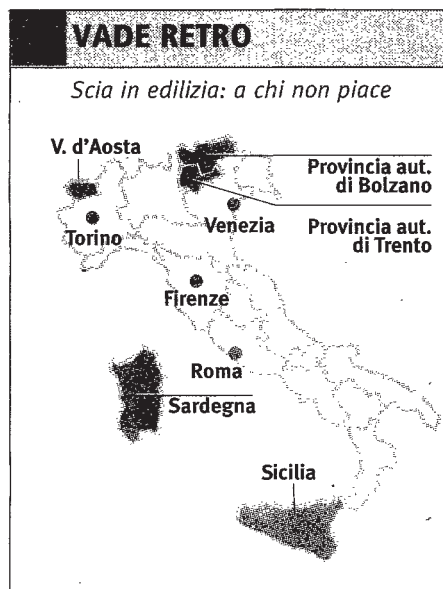 VADE RETRO
Scia in edilizia: a chi non piace
V. d'Aosta
Provincia aut.
di Bolzano
Torino
Venezia
Provincia aut.
di Trento
Firenze
Roma
Sardegna
Sicilia